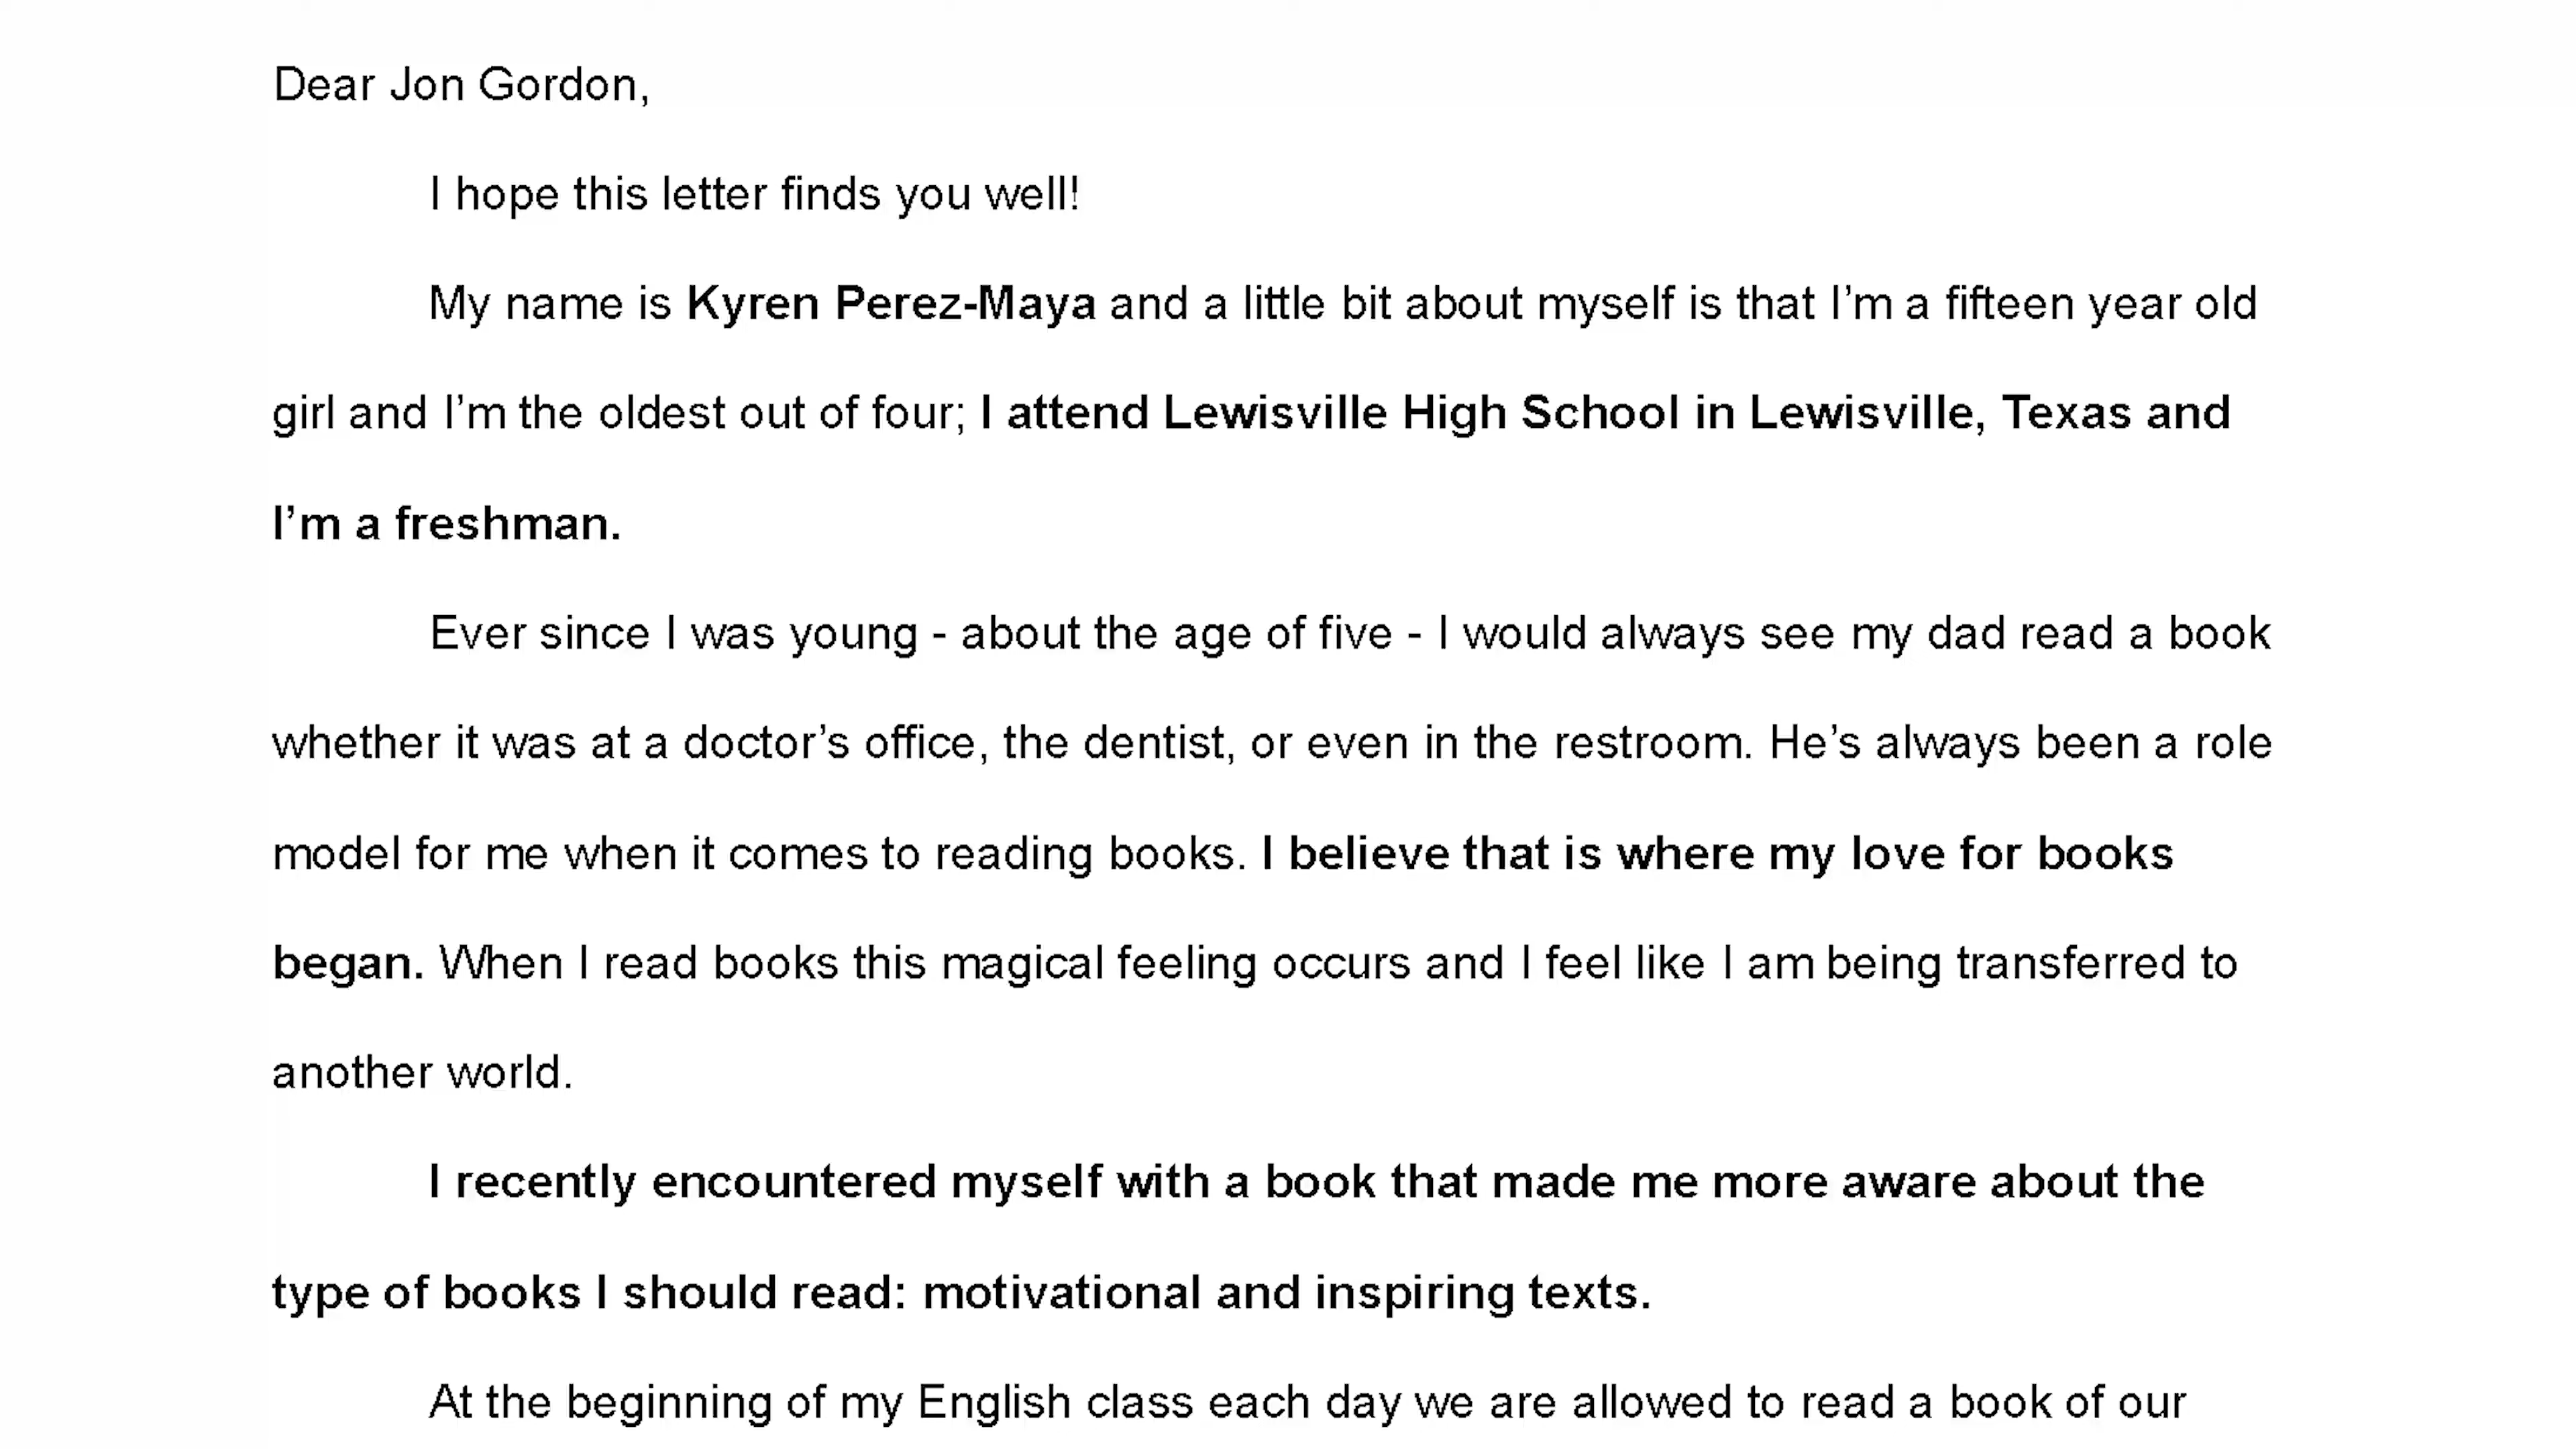 Dear Jon Gordon,
I hope this letter finds you well!
My name is Kyren Perez-Maya and a little bit about myself is that I’m a fifteen year old
girl and I’m the oldest out of four; I attend Lewisville High School in Lewisville, Texas and
I’m a freshman.
Ever since I was young - about the age of five - I would always see my dad read a book
whether it was at a doctor’s office, the dentist, or even in the restroom. He’s always been a role
model for me when it comes to reading books. I believe that is where my love for books
began. When I read books this magical feeling occurs and I feel like I am being transferred to
another world.
I recently encountered myself with a book that made me more aware about the
type of books I should read: motivational and inspiring texts.
At the beginning of my English class each day we are allowed to read a book of our